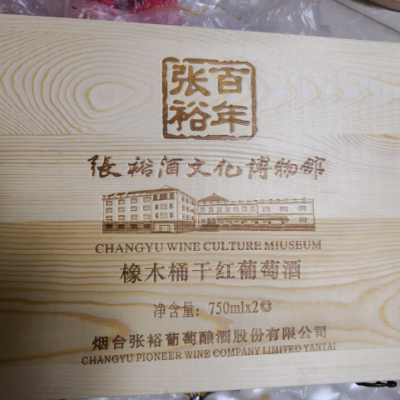 百年
张裕
張裕酒文化博物館
CHANGYU WINE CULTURE MIUSEUM
橡木桶干红葡萄酒
净含量：750mlx2
烟台张裕葡萄酿酒股份有限公司
CHANGYU PIONEER WINE COMPANY LIMITED YANTAI